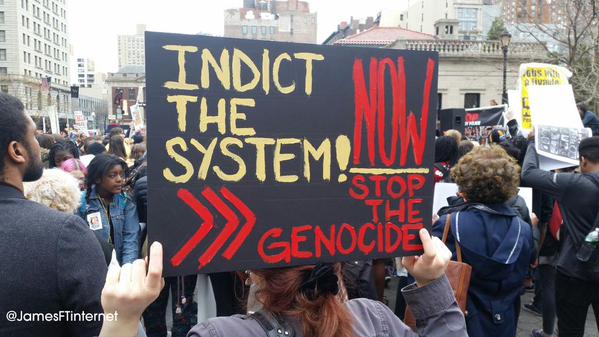 INDICT
THE
SYSTEM!
NOW
STOP
THE
GENOCIDE
@JamesFTinternet